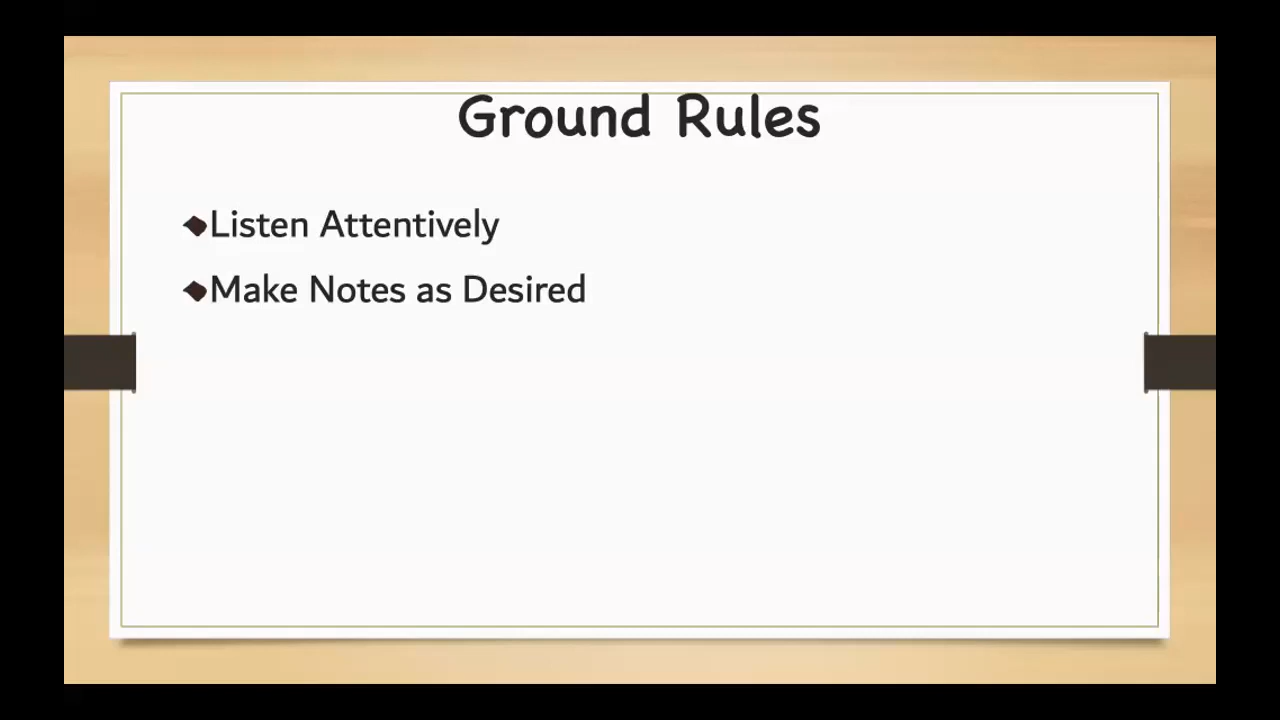 Ground Rules
Listen Attentively
Make Notes as Desired